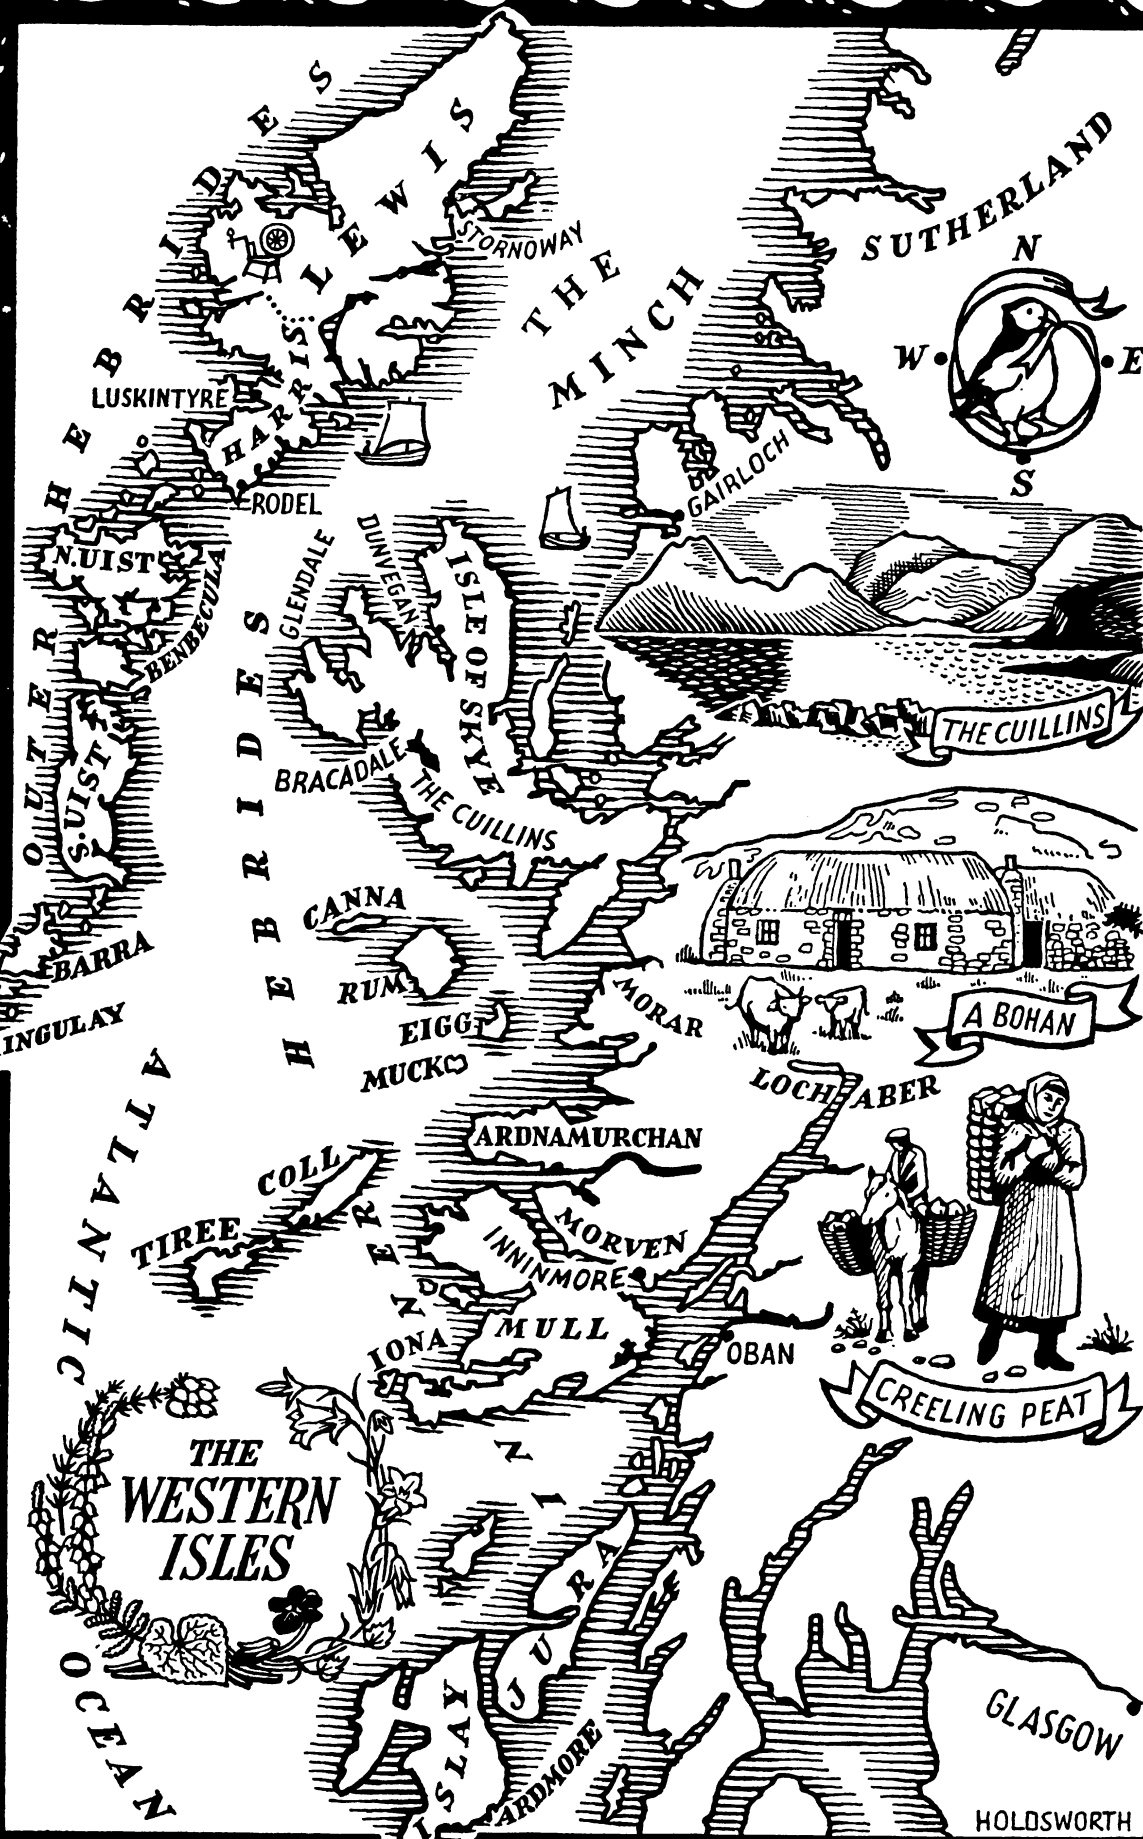 OUTER HEBRIDES
LEWIS
STORNOWAY
THE
MINCH
SUTHERLAND
N
W
E
S
HARRIS
LUSKINTYRE
RODEL
GAIRLOCH
N.UIST
BENBECULA
S.UIST
BARRA
INGULAY
GLENDALE
DUNVEGAN
ISLE OF SKYE
BRACADALE
THE CUILLINS
THE CUILLINS
INNER HEBRIDES
CANNA
RUM
EIGG
MUCK
MORAR
A BOHAN
LOCHABER
ARDNAMURCHAN
COLL
TIREE
MORVEN
INNINMORE
MULL
IONA
OBAN
CREELING PEAT
ATLANTIC
OCEAN
THE
WESTERN
ISLES
JURA
ISLAY
ARDMORE
GLASGOW
HOLDSWORTH